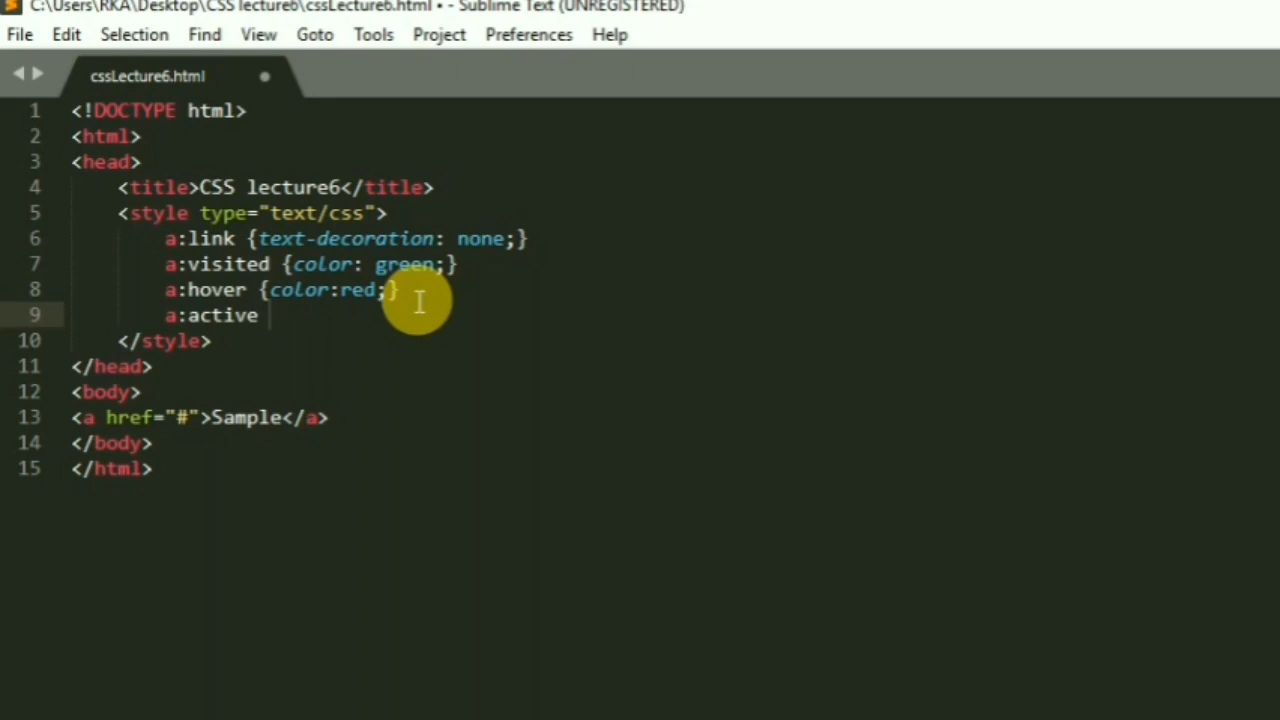 C:\Users\RKA\Desktop\CSS lecture6\cssLecture6.html • - Sublime Text (UNREGISTERED)
File Edit Selection Find View Goto Tools Project Preferences Help
cssLecture6.html
1 <!DOCTYPE html>
2 <html>
3 <head>
4 <title>CSS lecture6</title>
5 <style type="text/css">
6 a:link {text-decoration: none;}
7 a:visited {color: green;}
8 a:hover {color:red;}
9 a:active
10 </style>
11 </head>
12 <body>
13 <a href="#">Sample</a>
14 </body>
15 </html>